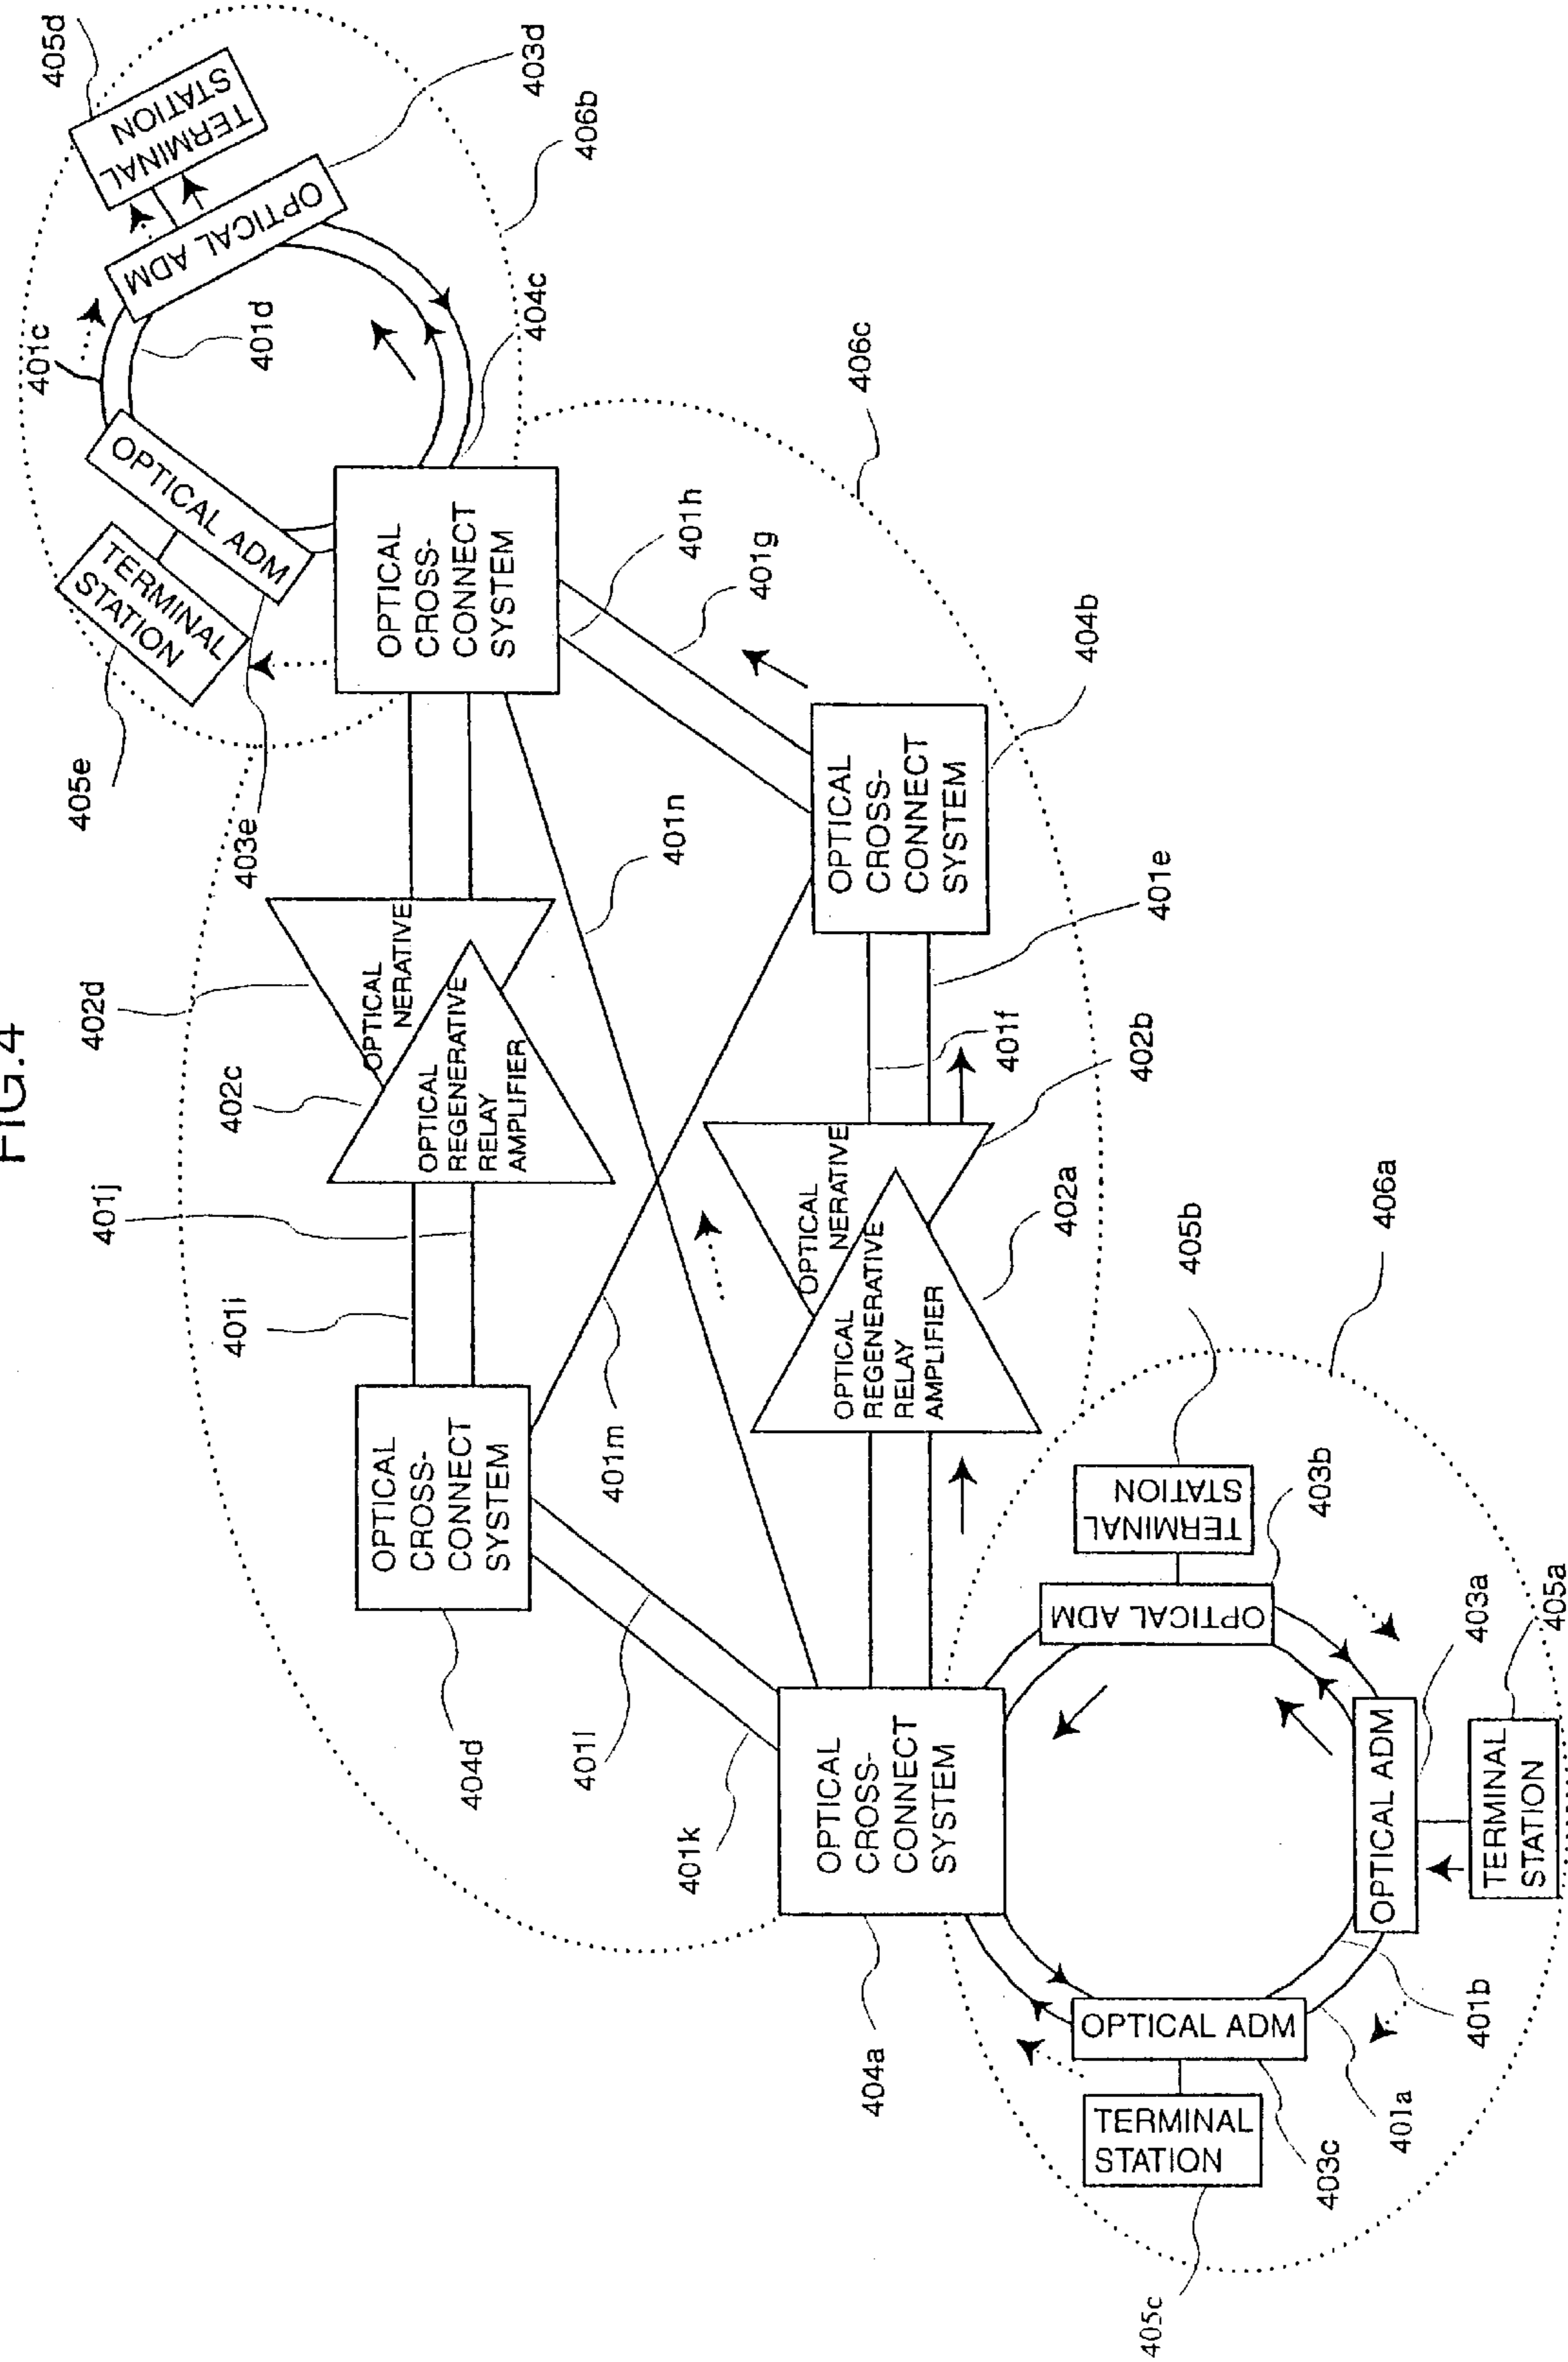 FIG.4
405d
TERMINAL
STATION
403d
OPTICAL ADM
406b
401c
401d
404c
OPTICAL ADM
TERMINAL
STATION
405e
403e
OPTICAL
CROSS-
CONNECT
SYSTEM
406c
401h
401g
404b
OPTICAL
CROSS-
CONNECT
SYSTEM
401n
402d
OPTICAL
NERATIVE
402c
OPTICAL
REGENERATIVE
RELAY
AMPLIFIER
401e
401f
402b
OPTICAL
NERATIVE
402a
OPTICAL
REGENERATIVE
RELAY
AMPLIFIER
401j
401i
401m
OPTICAL
CROSS-
CONNECT
SYSTEM
404d
401l
401k
OPTICAL
CROSS-
CONNECT
SYSTEM
404a
406a
405b
TERMINAL
STATION
403b
OPTICAL ADM
403a
OPTICAL ADM
405a
TERMINAL
STATION
401b
401a
OPTICAL ADM
403c
TERMINAL
STATION
405c